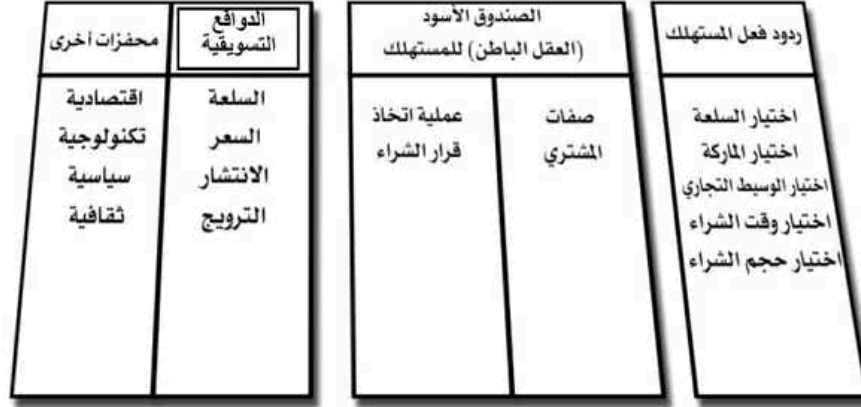 ردود فعل المستهلك
اختيار السلعة
اختيار الماركة
اختيار الوسيط التجاري
اختيار وقت الشراء
اختيار حجم الشراء
الصندوق الأسود
(العقل الباطن) للمستهلك
صفات
المشتري
عملية اتخاذ
قرار الشراء
الدوافع
التسويقية
السلعة
السعر
الانتشار
الترويج
محفزات أخرى
اقتصادية
تكنولوجية
سياسية
ثقافية